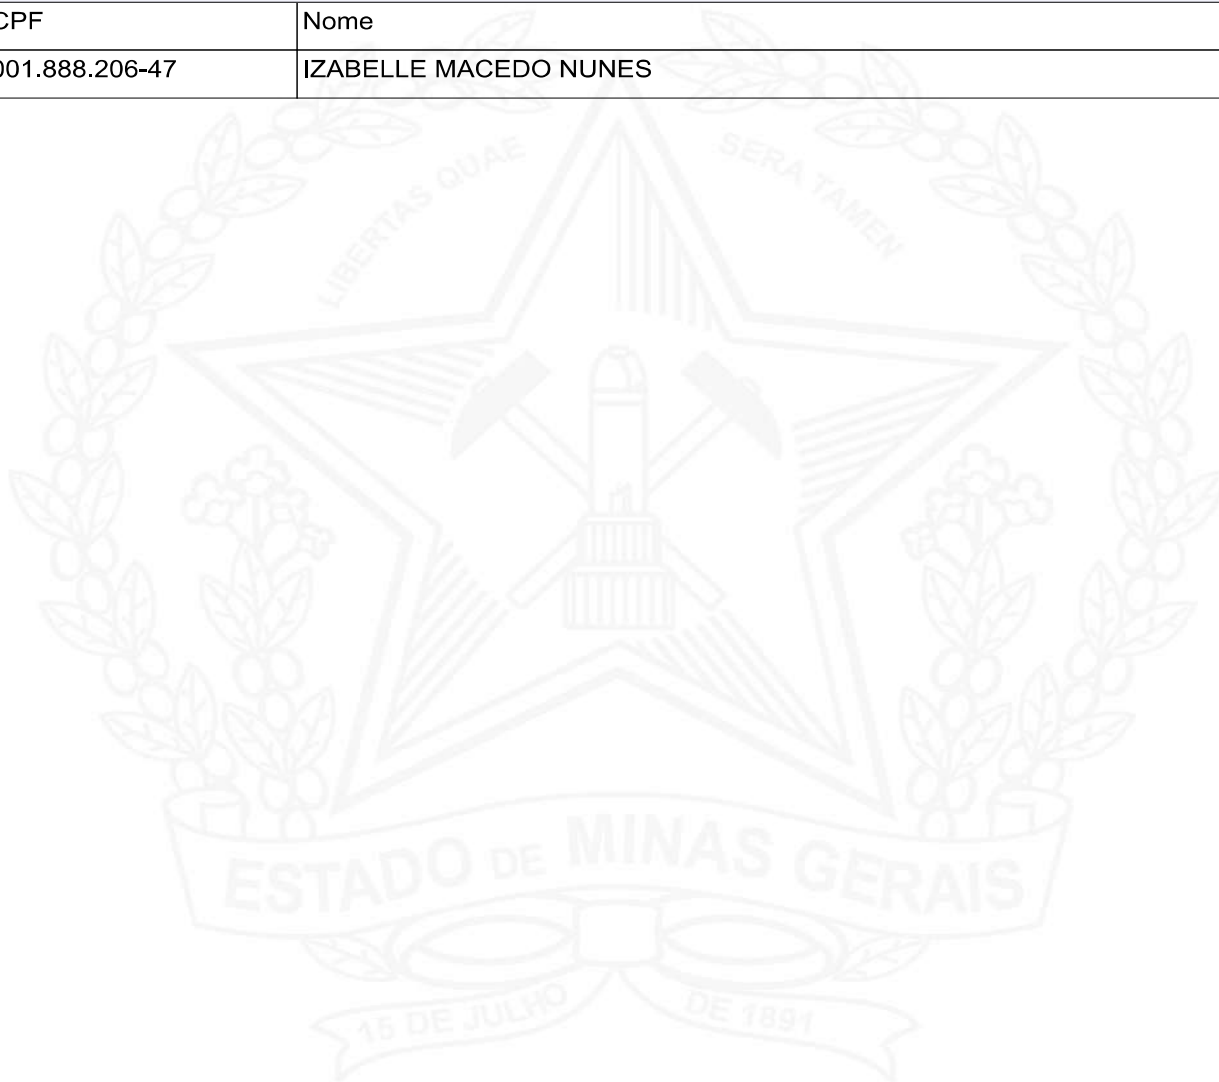 CPF Nome
001.888.206-47 IZABELLE MACEDO NUNES
LIBERTAS QUAE SERA TAMEN
ESTADO DE MINAS GERAIS
15 DE JULHO DE 1891